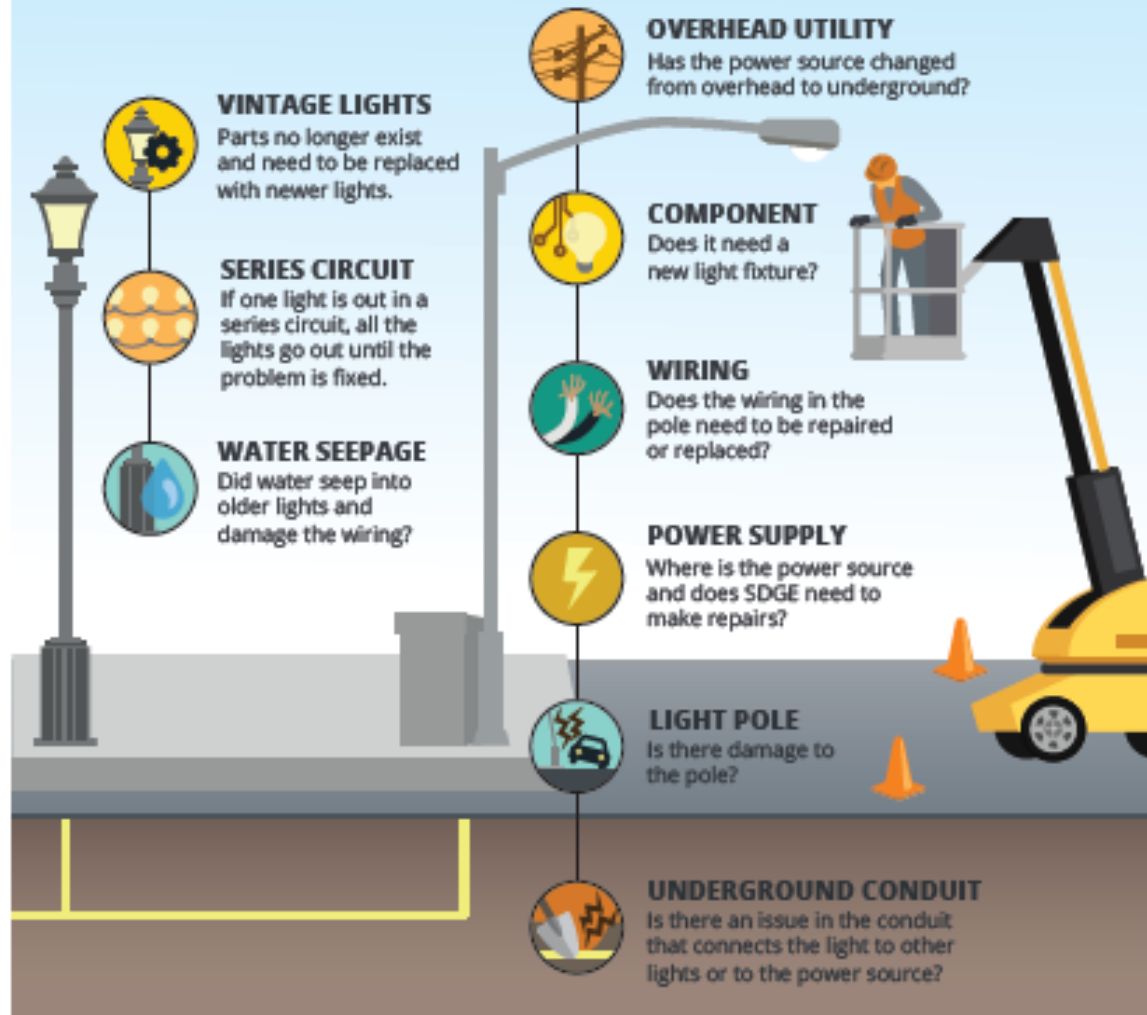 VINTAGE LIGHTS
Parts no longer exist
and need to be replaced
with newer lights.
SERIES CIRCUIT
If one light is out in a
series circuit, all the
lights go out until the
problem is fixed.
WATER SEEPAGE
Did water seep into
older lights and
damage the wiring?
OVERHEAD UTILITY
Has the power source changed
from overhead to underground?
COMPONENT
Does it need a
new light fixture?
WIRING
Does the wiring in the
pole need to be repaired
or replaced?
POWER SUPPLY
Where is the power source
and does SDGE need to
make repairs?
LIGHT POLE
Is there damage to
the pole?
UNDERGROUND CONDUIT
Is there an issue in the conduit
that connects the light to other
lights or to the power source?